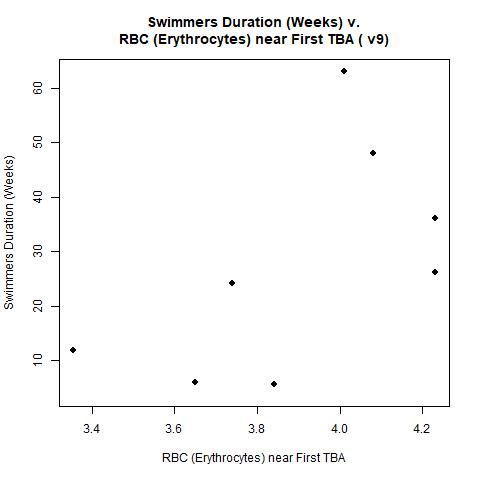 Swimmers Duration (Weeks) v.
RBC (Erythrocytes) near First TBA ( v9)
Swimmers Duration (Weeks)
60
50
40
30
20
10
3.4 3.6 3.8 4.0 4.2
RBC (Erythrocytes) near First TBA